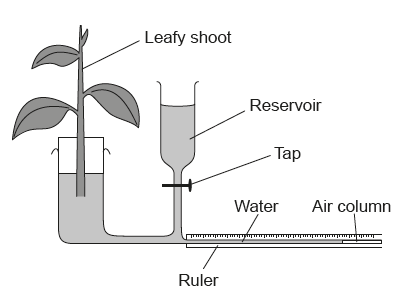 Leafy shoot
Reservoir
Tap
Water
Air column
Ruler